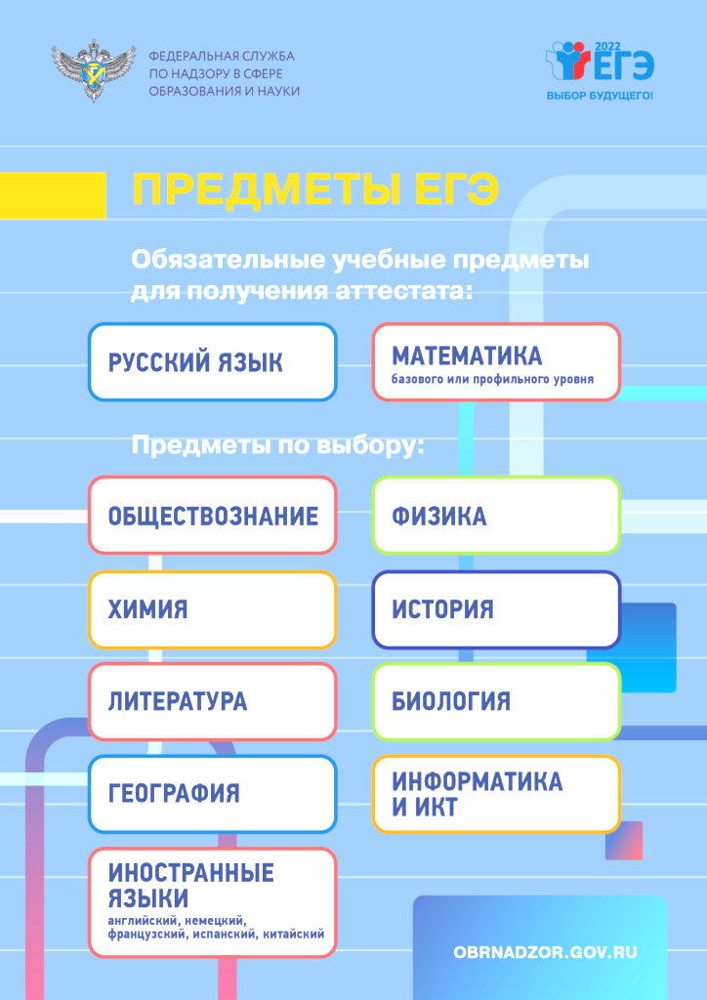 ФЕДЕРАЛЬНАЯ СЛУЖБА
ПО НАДЗОРУ В СФЕРЕ
ОБРАЗОВАНИЯ И НАУКИ
2022
ЕГЭ
ВЫБОР БУДУЩЕГО!
ПРЕДМЕТЫ ЕГЭ
Обязательные учебные предметы
для получения аттестата:
РУССКИЙ ЯЗЫК
МАТЕМАТИКА
базового или профильного уровня
Предметы по выбору:
ОБЩЕСТВОЗНАНИЕ
ФИЗИКА
ХИМИЯ
ИСТОРИЯ
ЛИТЕРАТУРА
БИОЛОГИЯ
ГЕОГРАФИЯ
ИНФОРМАТИКА
И ИКТ
ИНОСТРАННЫЕ
ЯЗЫКИ
английский, немецкий,
французский, испанский, китайский
OBRNADZOR.GOV.RU